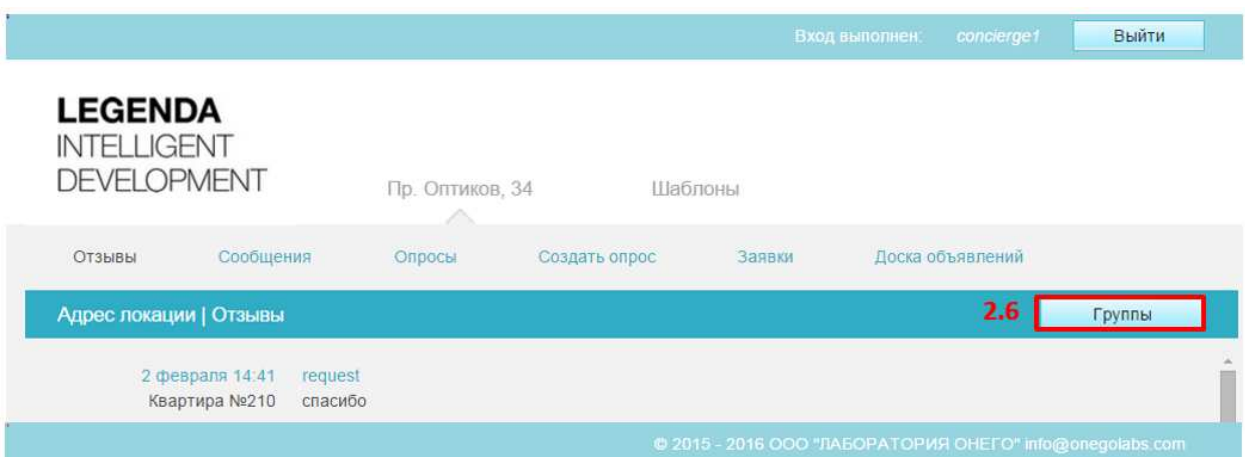 Вход выполнен: concierge1 Выйти
LEGENDA
INTELLIGENT
DEVELOPMENT
Пр. Оптиков, 34 Шаблоны
Отзывы Сообщения Опросы Создать опрос Заявки Доска объявлений
Адрес локации | Отзывы 2.6 Группы
2 февраля 14:41 request
Квартира №210 спасибо
© 2015 - 2016 ООО "ЛАБОРАТОРИЯ ОНЕГО" info@onegolabs.com